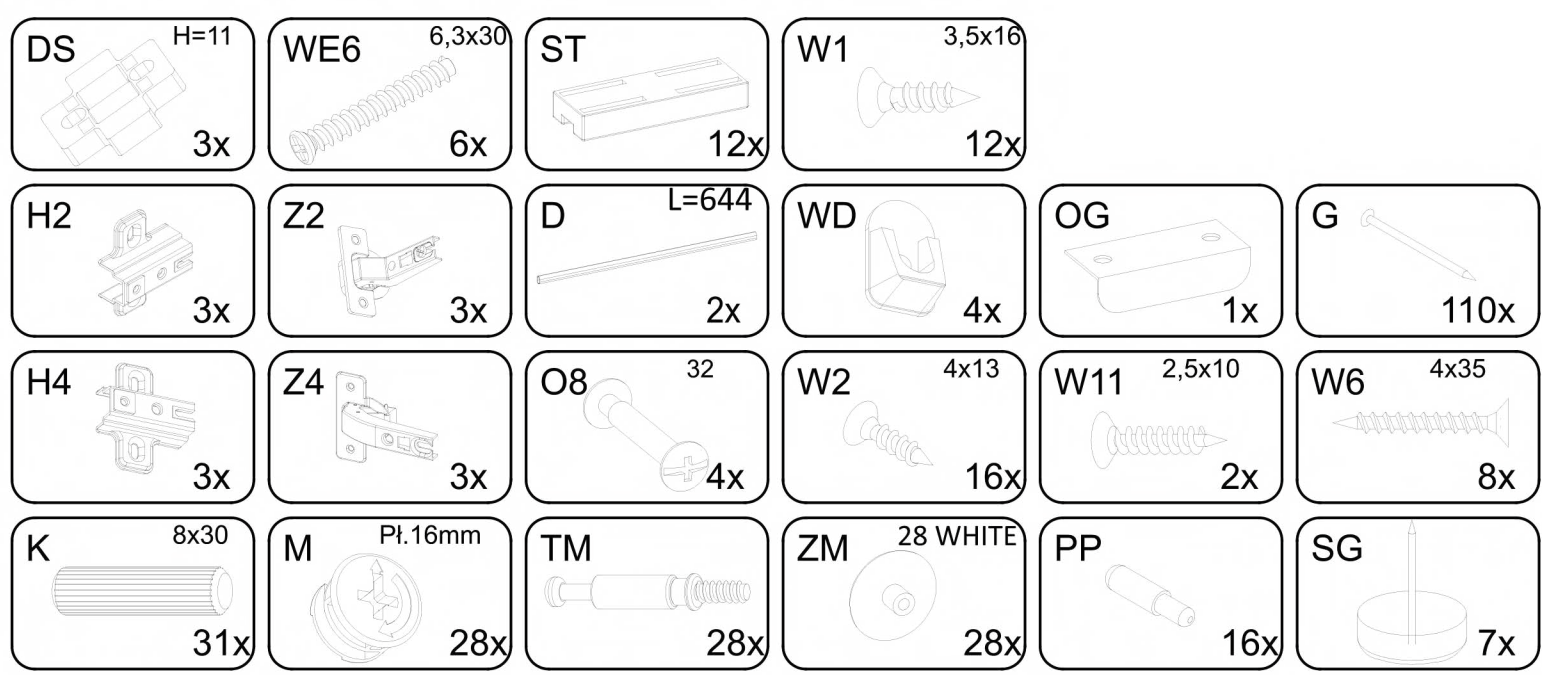 DS H=11
3x
WE6 6,3x30
6x
ST
12x
W1 3,5x16
12x
H2
3x
Z2
3x
D L=644
2x
WD
4x
OG
1x
G
110x
H4
3x
Z4
3x
O8 32
4x
W2 4x13
16x
W11 2,5x10
2x
W6 4x35
8x
K 8x30
31x
M Pł.16mm
28x
TM
28x
ZM 28 WHITE
28x
PP
16x
SG
7x